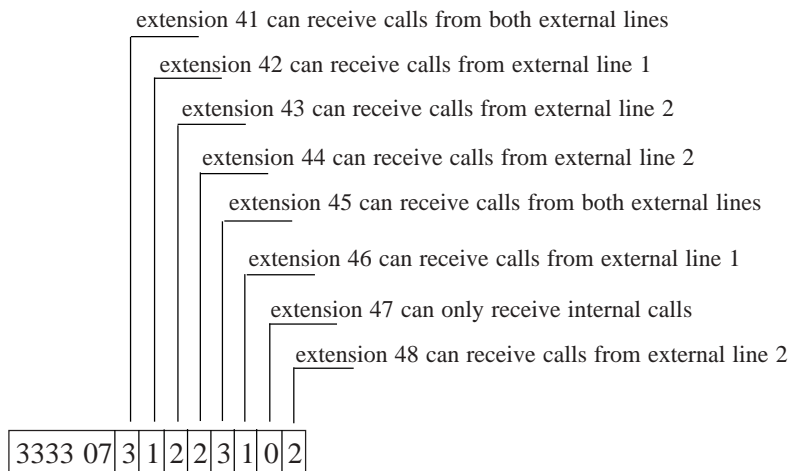 extension 41 can receive calls from both external lines
extension 42 can receive calls from external line 1
extension 43 can receive calls from external line 2
extension 44 can receive calls from external line 2
extension 45 can receive calls from both external lines
extension 46 can receive calls from external line 1
extension 47 can only receive internal calls
extension 48 can receive calls from external line 2
3333 07 3 1 2 2 3 1 0 2